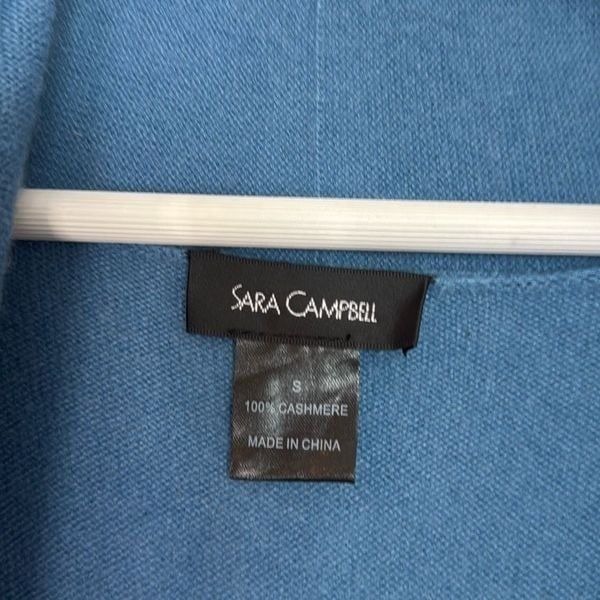 SARA CAMPBELL
S
100% CASHMERE
MADE IN CHINA